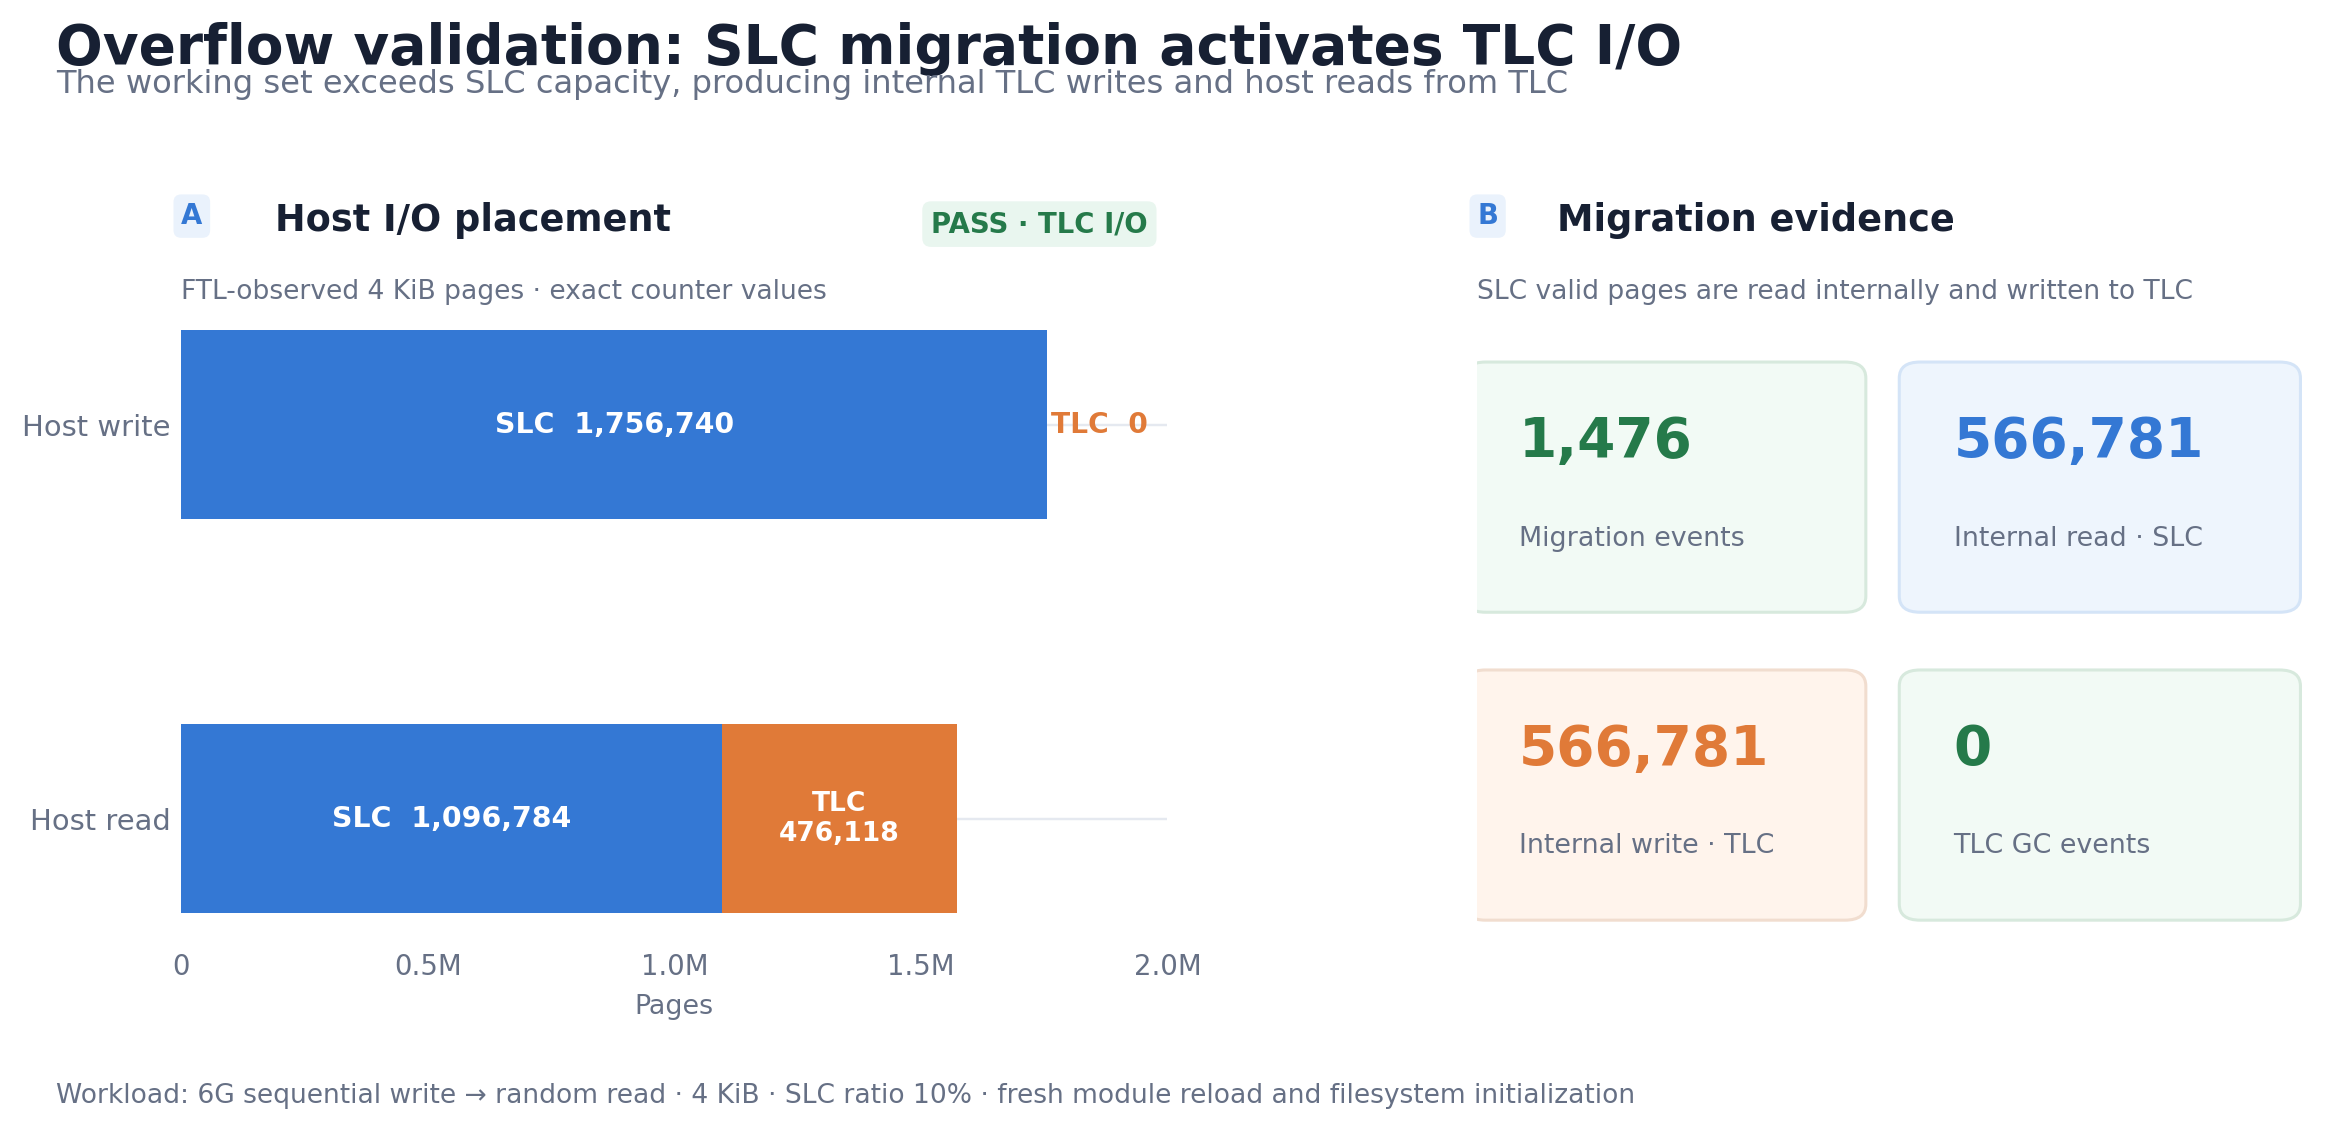 Overflow validation: SLC migration activates TLC I/O
The working set exceeds SLC capacity, producing internal TLC writes and host reads from TLC
A
Host I/O placement
PASS · TLC I/O
FTL-observed 4 KiB pages · exact counter values
Host write
SLC 1,756,740
TLC 0
Host read
SLC 1,096,784
TLC
476,118
0
0.5M
1.0M
1.5M
2.0M
Pages
B
Migration evidence
SLC valid pages are read internally and written to TLC
1,476
Migration events
566,781
Internal read · SLC
566,781
Internal write · TLC
0
TLC GC events
Workload: 6G sequential write → random read · 4 KiB · SLC ratio 10% · fresh module reload and filesystem initialization